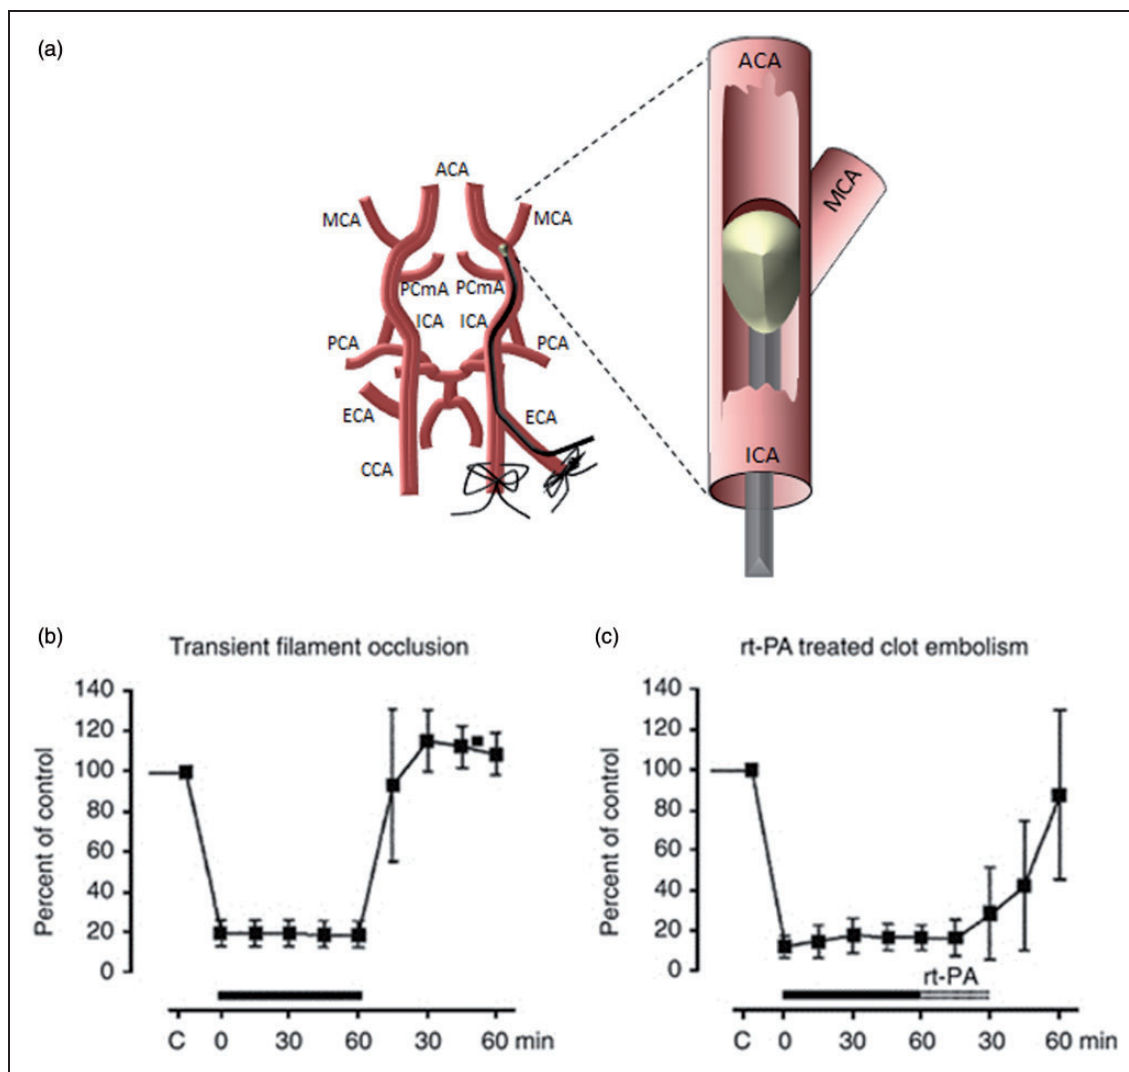 (a)
ACA
MCA
MCA
PCmA
PCmA
ICA
ICA
PCA
PCA
ECA
ECA
CCA
ACA
MCA
ICA
(b)
Transient filament occlusion
Percent of control
140
120
100
80
60
40
20
0
C 0 30 60 30 60 min
(c)
rt-PA treated clot embolism
Percent of control
140
120
100
80
60
40
20
0
rt-PA
C 0 30 60 30 60 min